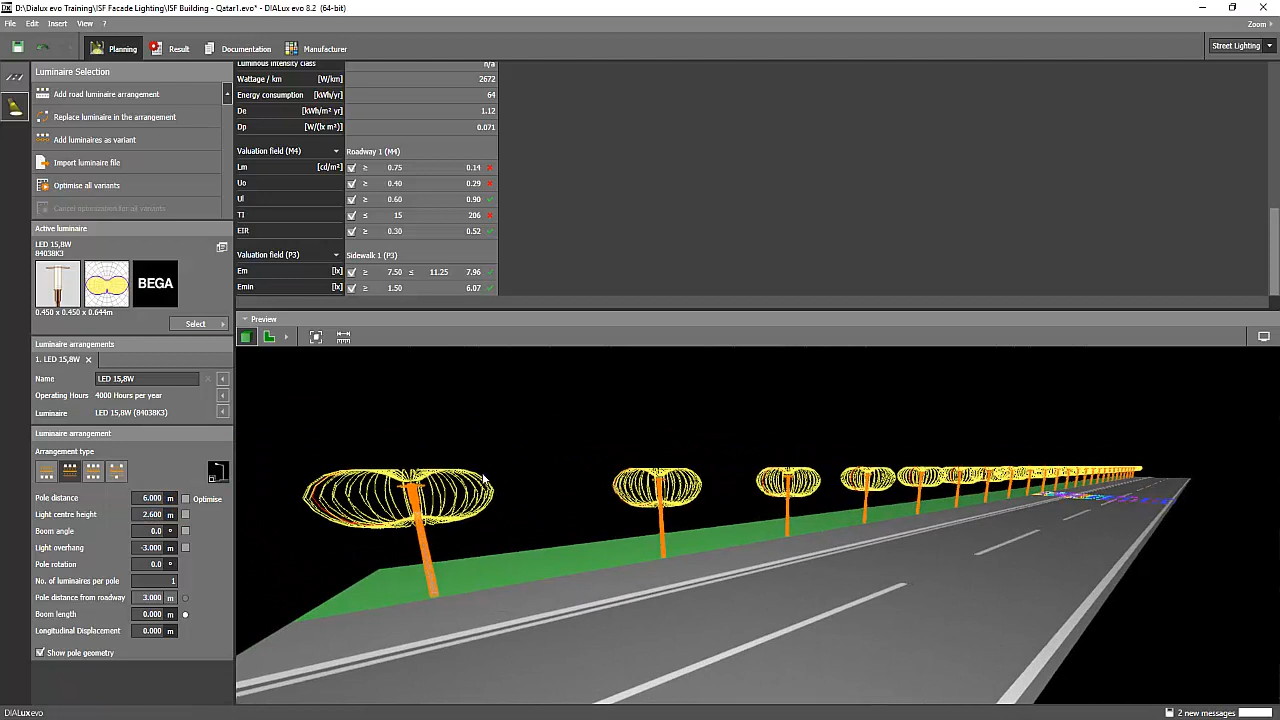 D:\Dialux evo Training\ISF Facade Lighting\ISF Building - Qatar1.evo* - DIALux evo 8.2 (64-bit)
File Edit Insert View ? Zoom
Planning Result Documentation Manufacturer Street Lighting
Luminaire Selection
Add road luminaire arrangement
Replace luminaire in the arrangement
Add luminaires as variant
Import luminaire file
Optimise all variants
Cancel optimization for all variants
Active luminaire
LED 15,8W
84038K3
BEGA
0.450 x 0.450 x 0.644m
Select
Luminaire arrangements
1. LED 15,8W
Name LED 15,8W
Operating Hours 4000 Hours per year
Luminaire LED 15,8W (84038K3)
Luminaire arrangement
Arrangement type
Pole distance 6.000 m Optimise
Light centre height 2.600 m
Boom angle 0.0 °
Light overhang -3.000 m
Pole rotation 0.0 °
No. of luminaires per pole 1
Pole distance from roadway 3.000 m
Boom length 0.000 m
Longitudinal Displacement 0.000 m
Show pole geometry
Luminous intensity class n/a
Wattage / km [W/km] 2672
Energy consumption [kWh/yr] 64
De [kWh/m² yr] 1.12
Dp [W/(lx m²)] 0.071
Valuation field (M4) Roadway 1 (M4)
Lm [cd/m²] ≥ 0.75 0.14
Uo ≥ 0.40 0.29
Ul ≥ 0.60 0.90
TI ≤ 15 206
EIR ≥ 0.30 0.52
Valuation field (P3) Sidewalk 1 (P3)
Em [lx] ≥ 7.50 ≤ 11.25 7.96
Emin [lx] ≥ 1.50 6.07
Preview
DIALux evo
2 new messages